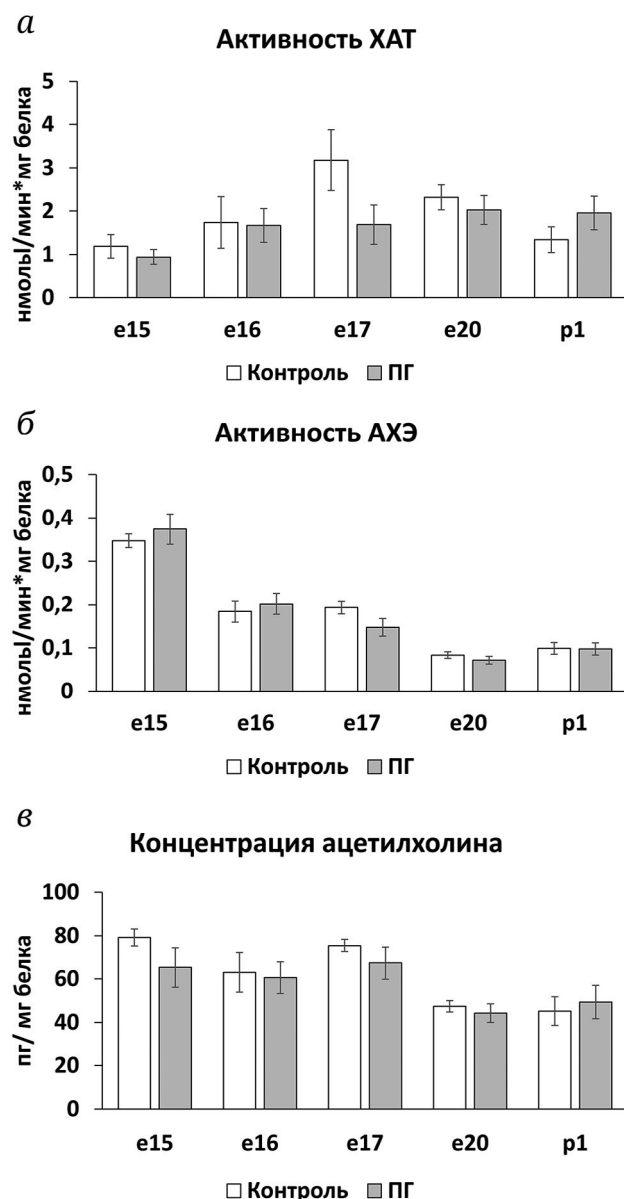 а
Активность ХАТ
нмоль/мин*мг белка
5
4
3
2
1
0
e15 e16 e17 e20 p1
Контроль ПГ
б
Активность АХЭ
нмоль/мин*мг белка
0,5
0,4
0,3
0,2
0,1
0
e15 e16 e17 e20 p1
Контроль ПГ
в
Концентрация ацетилхолина
пг/ мг белка
100
80
60
40
20
0
e15 e16 e17 e20 p1
Контроль ПГ